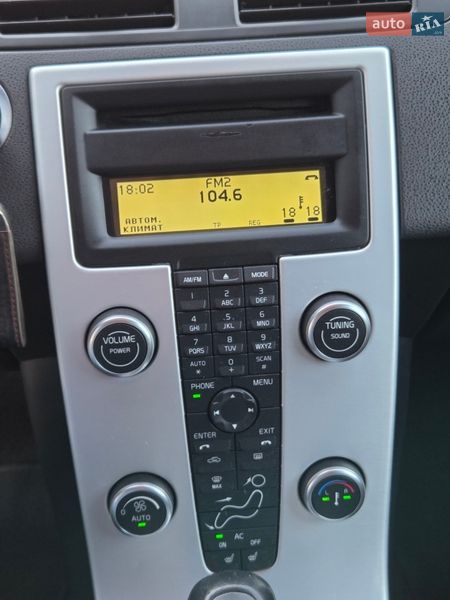 auto RIA.com
FM2
18:02
104.6
АВТОМ.
КЛИМАТ
TP
REG
18 18
AM/FM
MODE
1 2 ABC 3 DEF
4 GHI .5. JKL 6 MNO
7 PQRS 8 TUV 9 WXYZ
AUTO * 0 + SCAN #
VOLUME
POWER
TUNING
SOUND
PHONE MENU
ENTER EXIT
MAX
0
AUTO
L R
AC
ON OFF